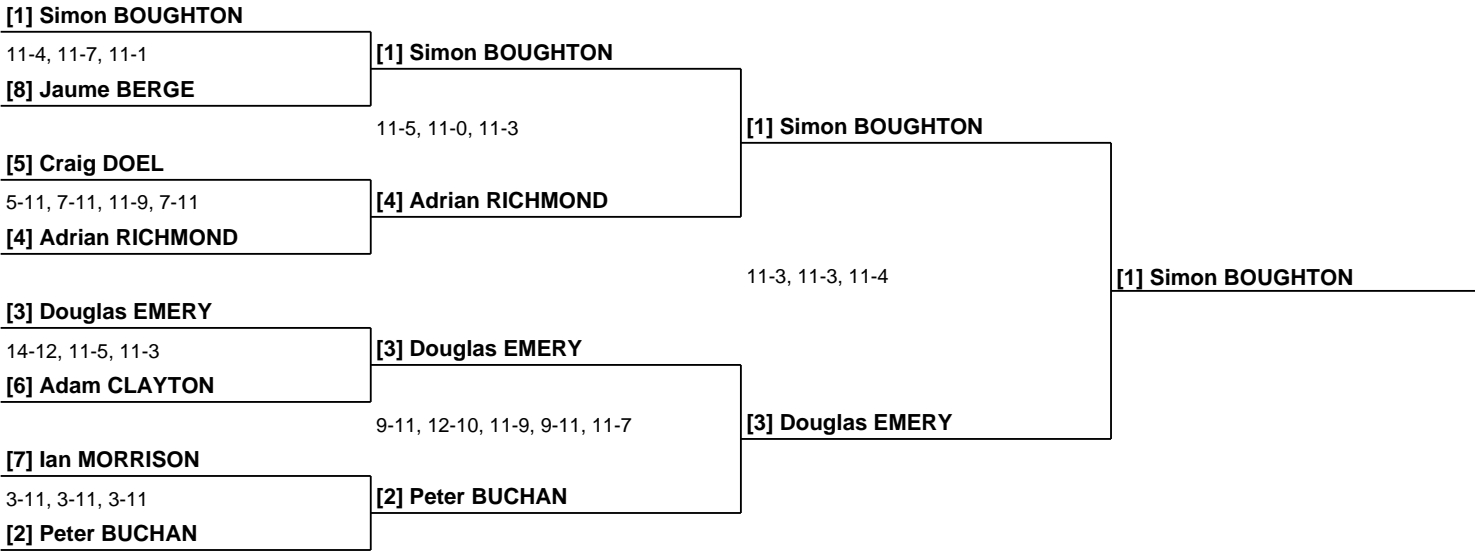 [1] Simon BOUGHTON
11-4, 11-7, 11-1
[8] Jaume BERGE
[1] Simon BOUGHTON
11-5, 11-0, 11-3
[1] Simon BOUGHTON
[5] Craig DOEL
5-11, 7-11, 11-9, 7-11
[4] Adrian RICHMOND
[4] Adrian RICHMOND
11-3, 11-3, 11-4
[1] Simon BOUGHTON
[3] Douglas EMERY
14-12, 11-5, 11-3
[6] Adam CLAYTON
[3] Douglas EMERY
9-11, 12-10, 11-9, 9-11, 11-7
[3] Douglas EMERY
[7] Ian MORRISON
3-11, 3-11, 3-11
[2] Peter BUCHAN
[2] Peter BUCHAN